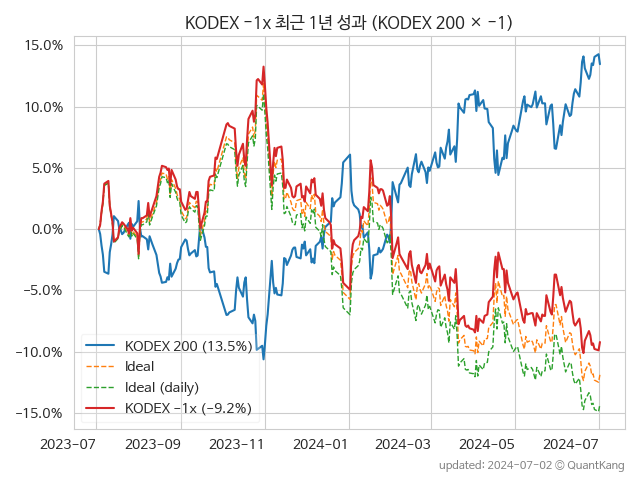 KODEX −1x 최근 1년 성과 (KODEX 200 × −1)
15.0%
10.0%
5.0%
0.0%
−5.0%
−10.0%
−15.0%
KODEX 200 (13.5%)
Ideal
Ideal (daily)
KODEX −1x (−9.2%)
2023-07
2023-09
2023-11
2024-01
2024-03
2024-05
2024-07
updated: 2024-07-02 © QuantKang